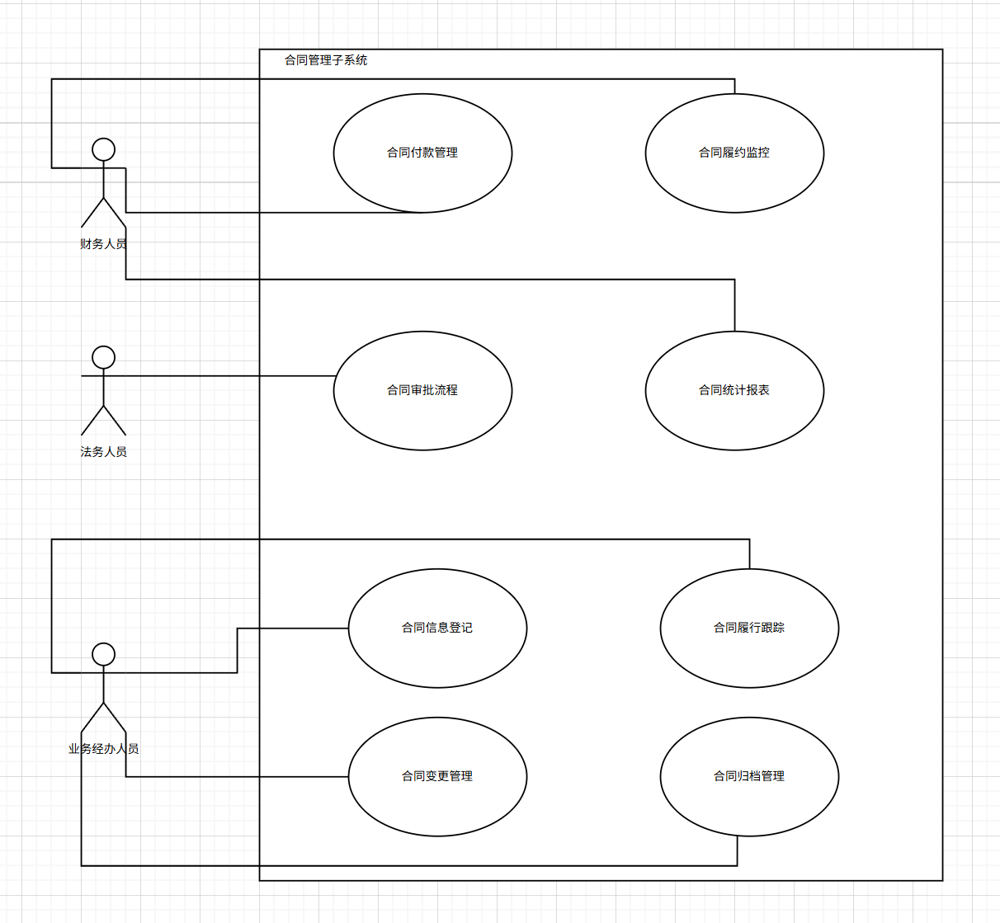 合同管理子系统
合同付款管理
合同履约监控
财务人员
合同审批流程
合同统计报表
法务人员
合同信息登记
合同履行跟踪
业务经办人员
合同变更管理
合同归档管理